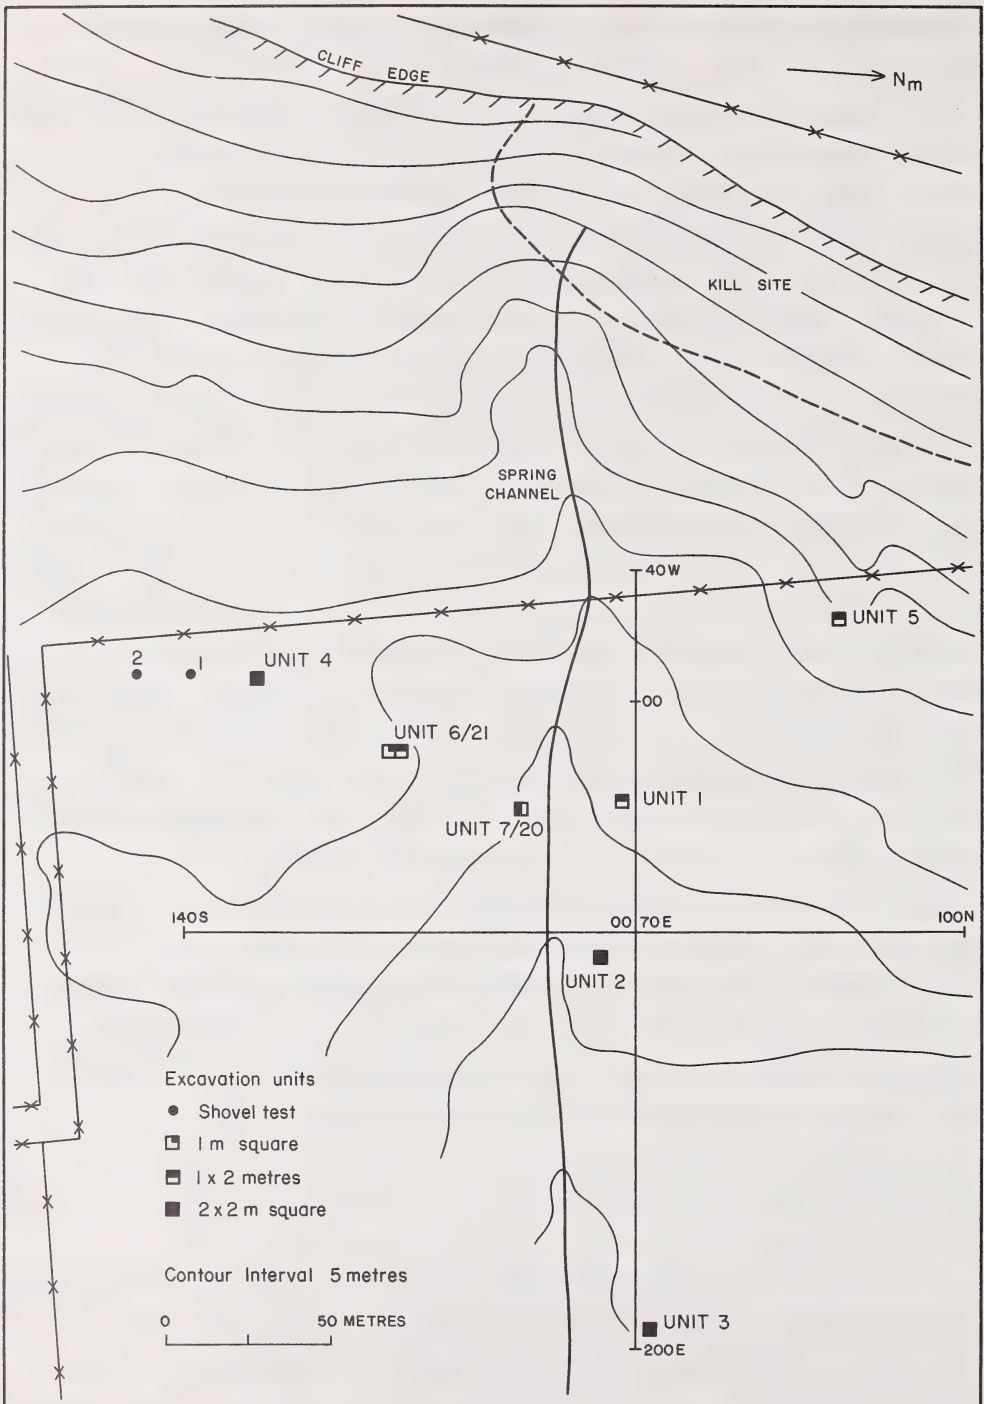 CLIFF EDGE
Nm
KILL SITE
SPRING
CHANNEL
40W
UNIT 5
2
1
UNIT 4
00
UNIT 6/21
UNIT 1
UNIT 7/20
140S
00 70E
100N
UNIT 2
Excavation units
Shovel test
1 m square
1 x 2 metres
2 x 2 m square
Contour Interval 5 metres
0
50 METRES
UNIT 3
200E